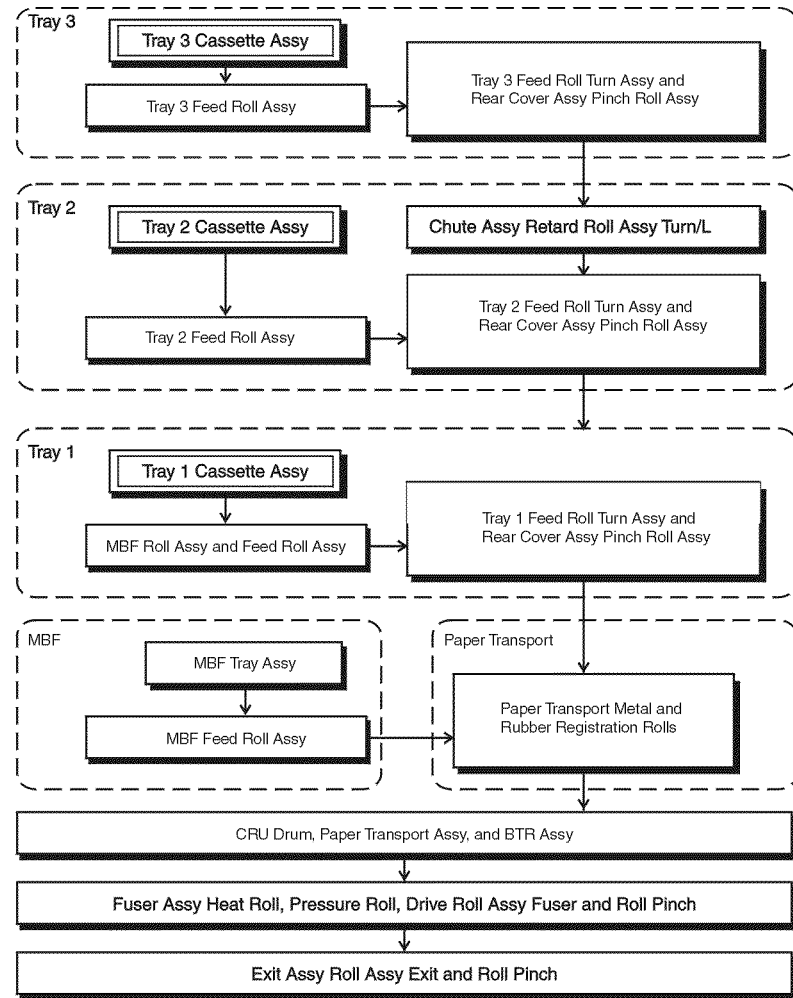 Tray 3
Tray 3 Cassette Assy
Tray 3 Feed Roll Assy
Tray 3 Feed Roll Turn Assy and
Rear Cover Assy Pinch Roll Assy
Tray 2
Tray 2 Cassette Assy
Chute Assy Retard Roll Assy Turn/L
Tray 2 Feed Roll Assy
Tray 2 Feed Roll Turn Assy and
Rear Cover Assy Pinch Roll Assy
Tray 1
Tray 1 Cassette Assy
MBF Roll Assy and Feed Roll Assy
Tray 1 Feed Roll Turn Assy and
Rear Cover Assy Pinch Roll Assy
MBF
MBF Tray Assy
MBF Feed Roll Assy
Paper Transport
Paper Transport Metal and
Rubber Registration Rolls
CRU Drum, Paper Transport Assy, and BTR Assy
Fuser Assy Heat Roll, Pressure Roll, Drive Roll Assy Fuser and Roll Pinch
Exit Assy Roll Assy Exit and Roll Pinch